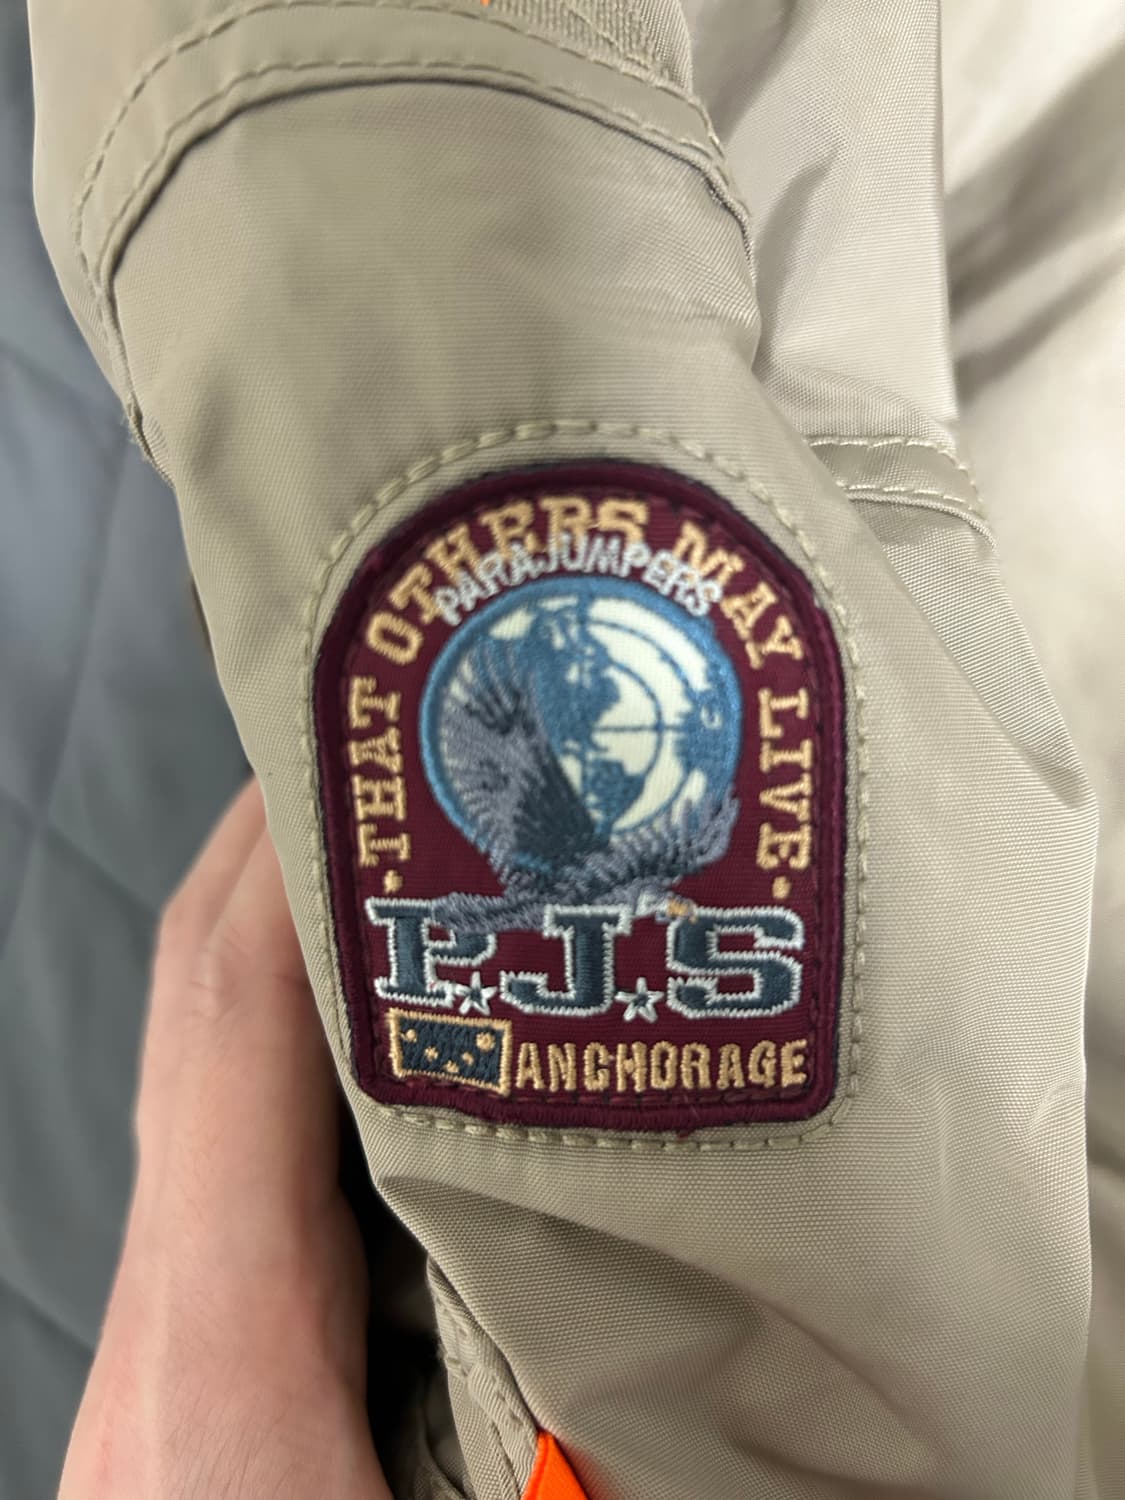 ·THAT OTHERS MAY LIVE·
PARAJUMPERS
P.J.S
ANCHORAGE